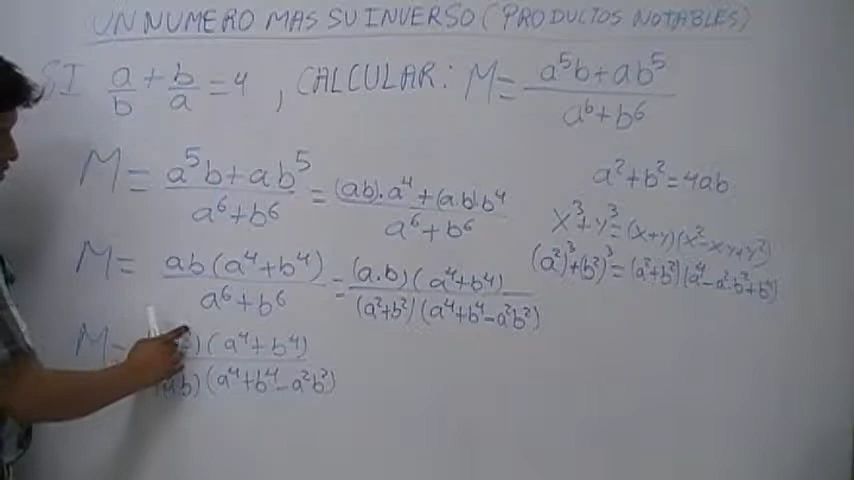 UN NUMERO MAS SU INVERSO (PRODUCTOS NOTABLES)
SI a/b + b/a = 4 , CALCULAR: M = (a⁵b + ab⁵)/(a⁶ + b⁶)
M = (a⁵b + ab⁵)/(a⁶ + b⁶) = ((ab).a⁴ + (ab)b⁴)/(a⁶ + b⁶)
a² + b² = 4ab
x³ + y³ = (x+y)(x² - xy + y²)
(a²)³ + (b²)³ = (a² + b²)(a⁴ - a²b² + b⁴)
M = ab(a⁴ + b⁴)/(a⁶ + b⁶) = (a.b)(a⁴ + b⁴)/((a² + b²)(a⁴ + b⁴ - a²b²))
M = )(a⁴ + b⁴)/(ab)(a⁴ + b⁴ - a²b²)